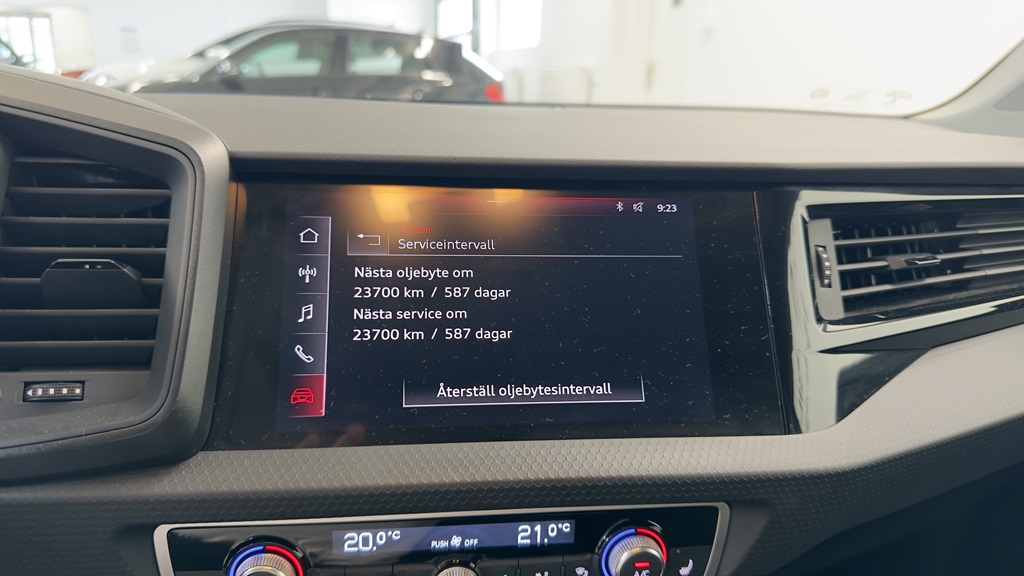 9:23
Fordon
Serviceintervall
Nästa oljebyte om
23700 km / 587 dagar
Nästa service om
23700 km / 587 dagar
Återställ oljebytesintervall
20,0°C
PUSH OFF
21,0°C
A/C